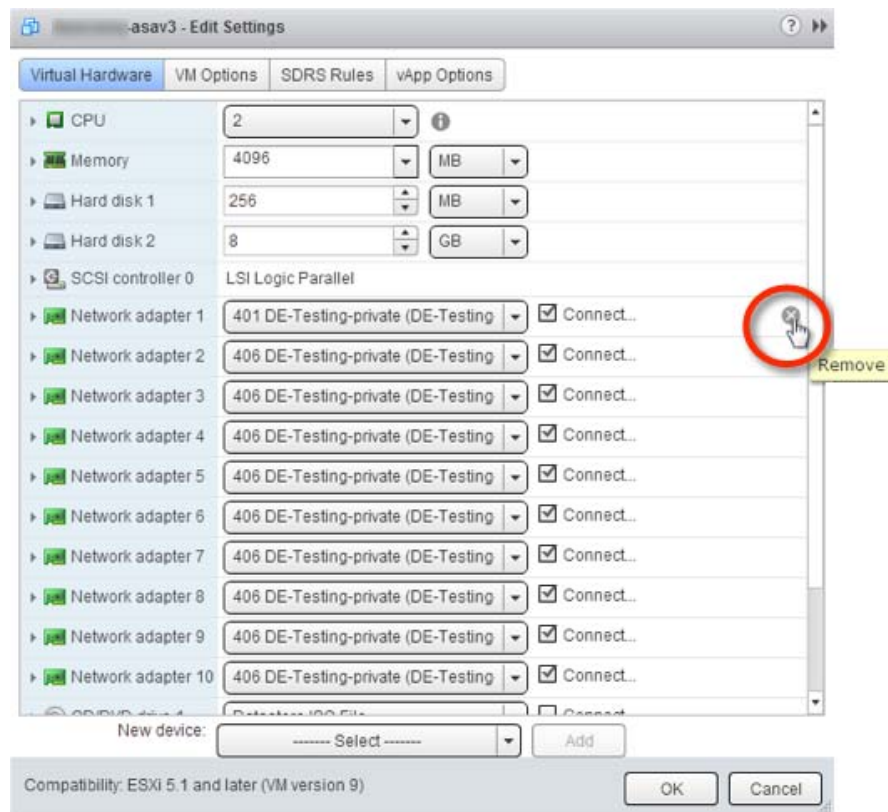 -asav3 - Edit Settings
Virtual Hardware VM Options SDRS Rules vApp Options
CPU 2
Memory 4096 MB
Hard disk 1 256 MB
Hard disk 2 8 GB
SCSI controller 0 LSI Logic Parallel
Network adapter 1 401 DE-Testing-private (DE-Testing Connect...
Remove
Network adapter 2 406 DE-Testing-private (DE-Testing Connect...
Network adapter 3 406 DE-Testing-private (DE-Testing Connect...
Network adapter 4 406 DE-Testing-private (DE-Testing Connect...
Network adapter 5 406 DE-Testing-private (DE-Testing Connect...
Network adapter 6 406 DE-Testing-private (DE-Testing Connect...
Network adapter 7 406 DE-Testing-private (DE-Testing Connect...
Network adapter 8 406 DE-Testing-private (DE-Testing Connect...
Network adapter 9 406 DE-Testing-private (DE-Testing Connect...
Network adapter 10 406 DE-Testing-private (DE-Testing Connect...
New device: ------- Select ------- Add
Compatibility: ESXi 5.1 and later (VM version 9) OK Cancel